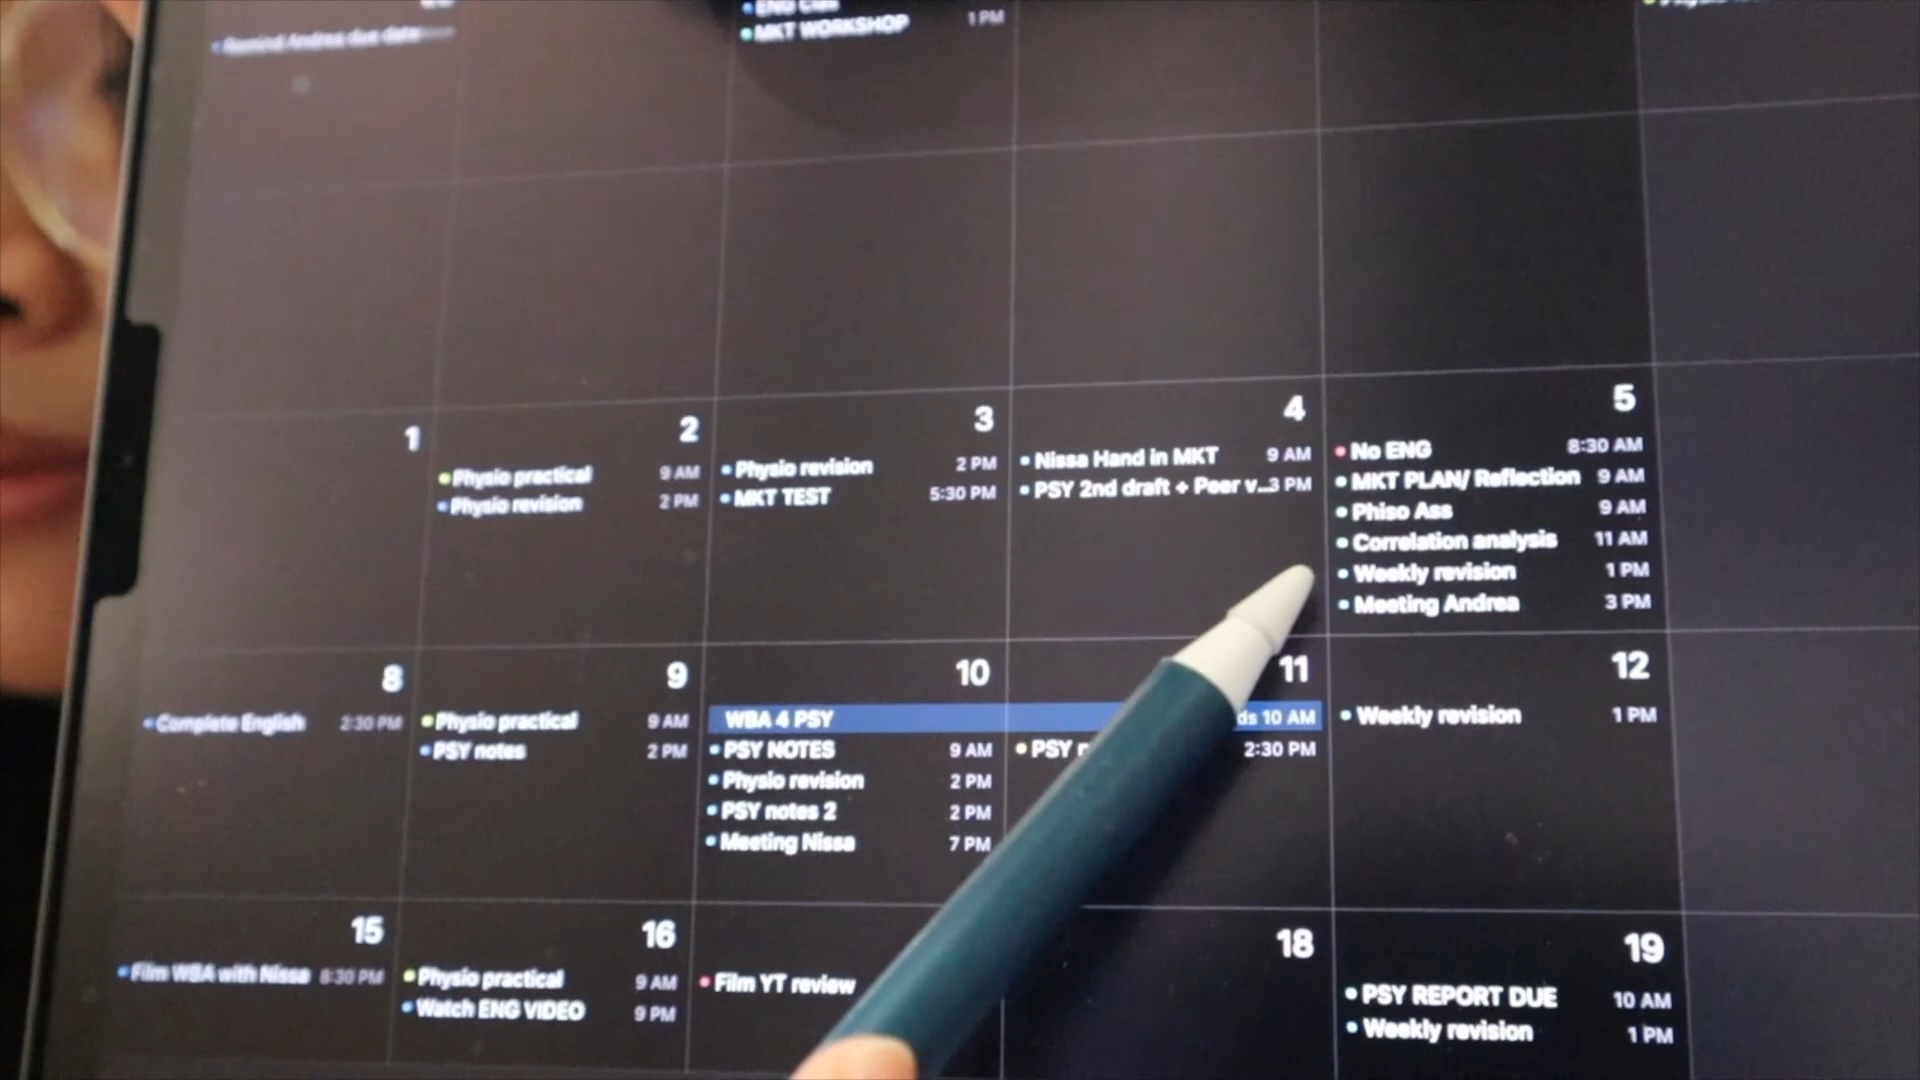 Remind Andrea due date
ENG Class
MKT WORKSHOP 1 PM
1
2
Physio practical 9 AM
Physio revision 2 PM
3
Physio revision 2 PM
MKT TEST 5:30 PM
4
Nissa Hand in MKT 9 AM
PSY 2nd draft + Peer v...3 PM
5
No ENG 8:30 AM
MKT PLAN/ Reflection 9 AM
Phiso Ass 9 AM
Correlation analysis 11 AM
Weekly revision 1 PM
Meeting Andrea 3 PM
8
Complete English 2:30 PM
9
Physio practical 9 AM
PSY notes 2 PM
10
WBA 4 PSY
PSY NOTES 9 AM
Physio revision 2 PM
PSY notes 2 2 PM
Meeting Nissa 7 PM
11
ds 10 AM
PSY 2:30 PM
12
Weekly revision 1 PM
15
Film WBA with Nissa 8:30 PM
16
Physio practical 9 AM
Watch ENG VIDEO 9 PM
Film YT review
18
19
PSY REPORT DUE 10 AM
Weekly revision 1 PM